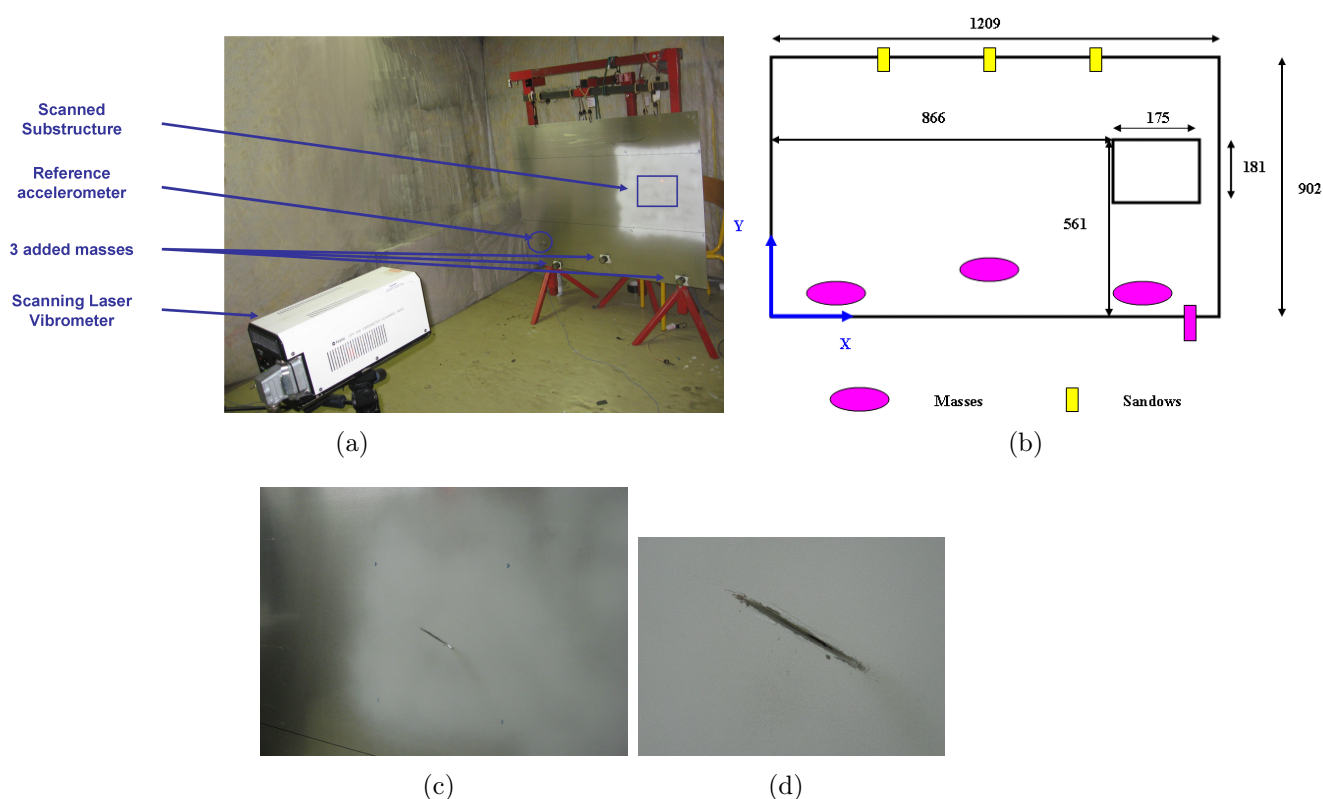 Scanned
Substructure
Reference
accelerometer
3 added masses
Scanning Laser
Vibrometer
(a)
1209
866
175
181
902
561
Y
X
Masses
Sandows
(b)
(c)
(d)